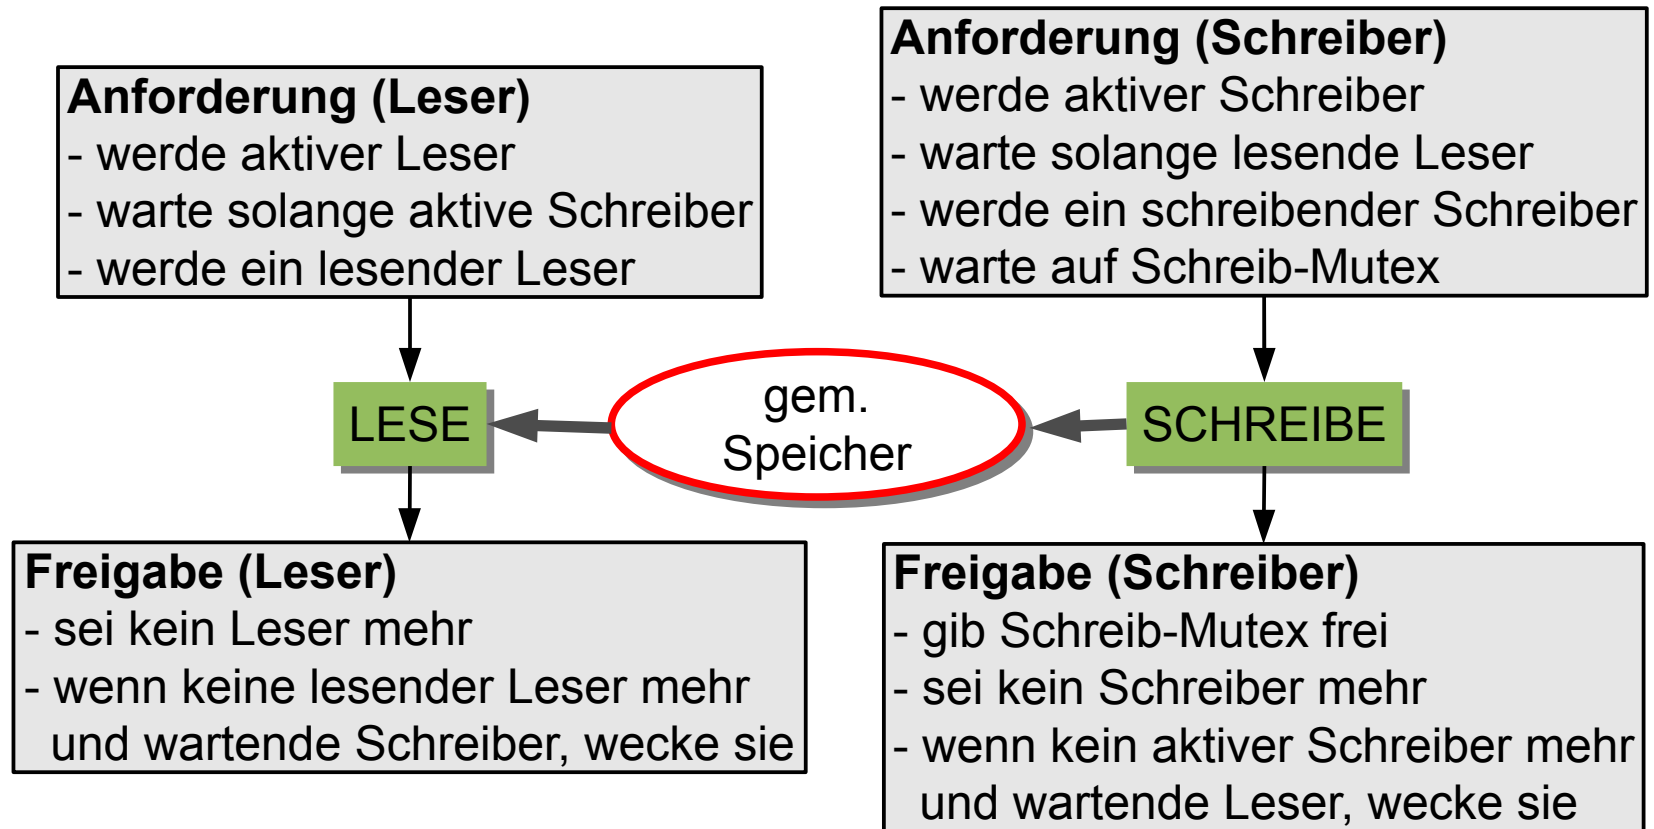 Anforderung (Leser)
- werde aktiver Leser
- warte solange aktive Schreiber
- werde ein lesender Leser
Anforderung (Schreiber)
- werde aktiver Schreiber
- warte solange lesende Leser
- werde ein schreibender Schreiber
- warte auf Schreib-Mutex
LESE
gem.
Speicher
SCHREIBE
Freigabe (Leser)
- sei kein Leser mehr
- wenn keine lesender Leser mehr
und wartende Schreiber, wecke sie
Freigabe (Schreiber)
- gib Schreib-Mutex frei
- sei kein Schreiber mehr
- wenn kein aktiver Schreiber mehr
und wartende Leser, wecke sie